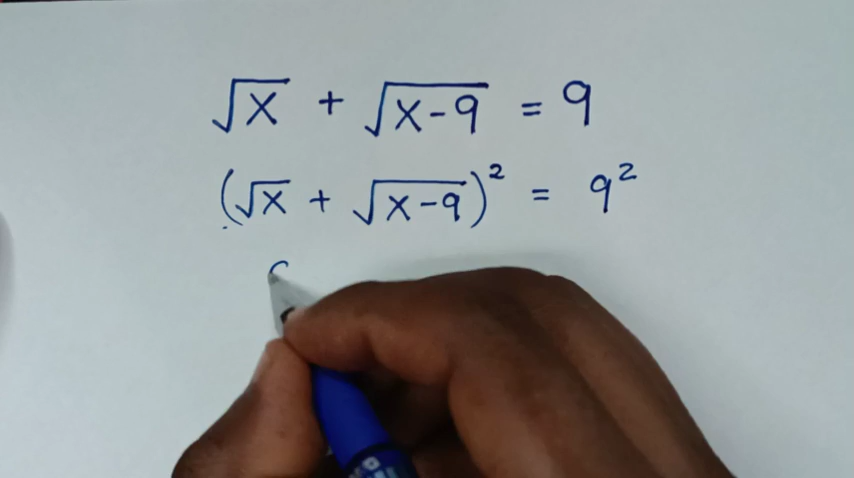 √x + √(x-9) = 9
(√x + √(x-9))² = 9²